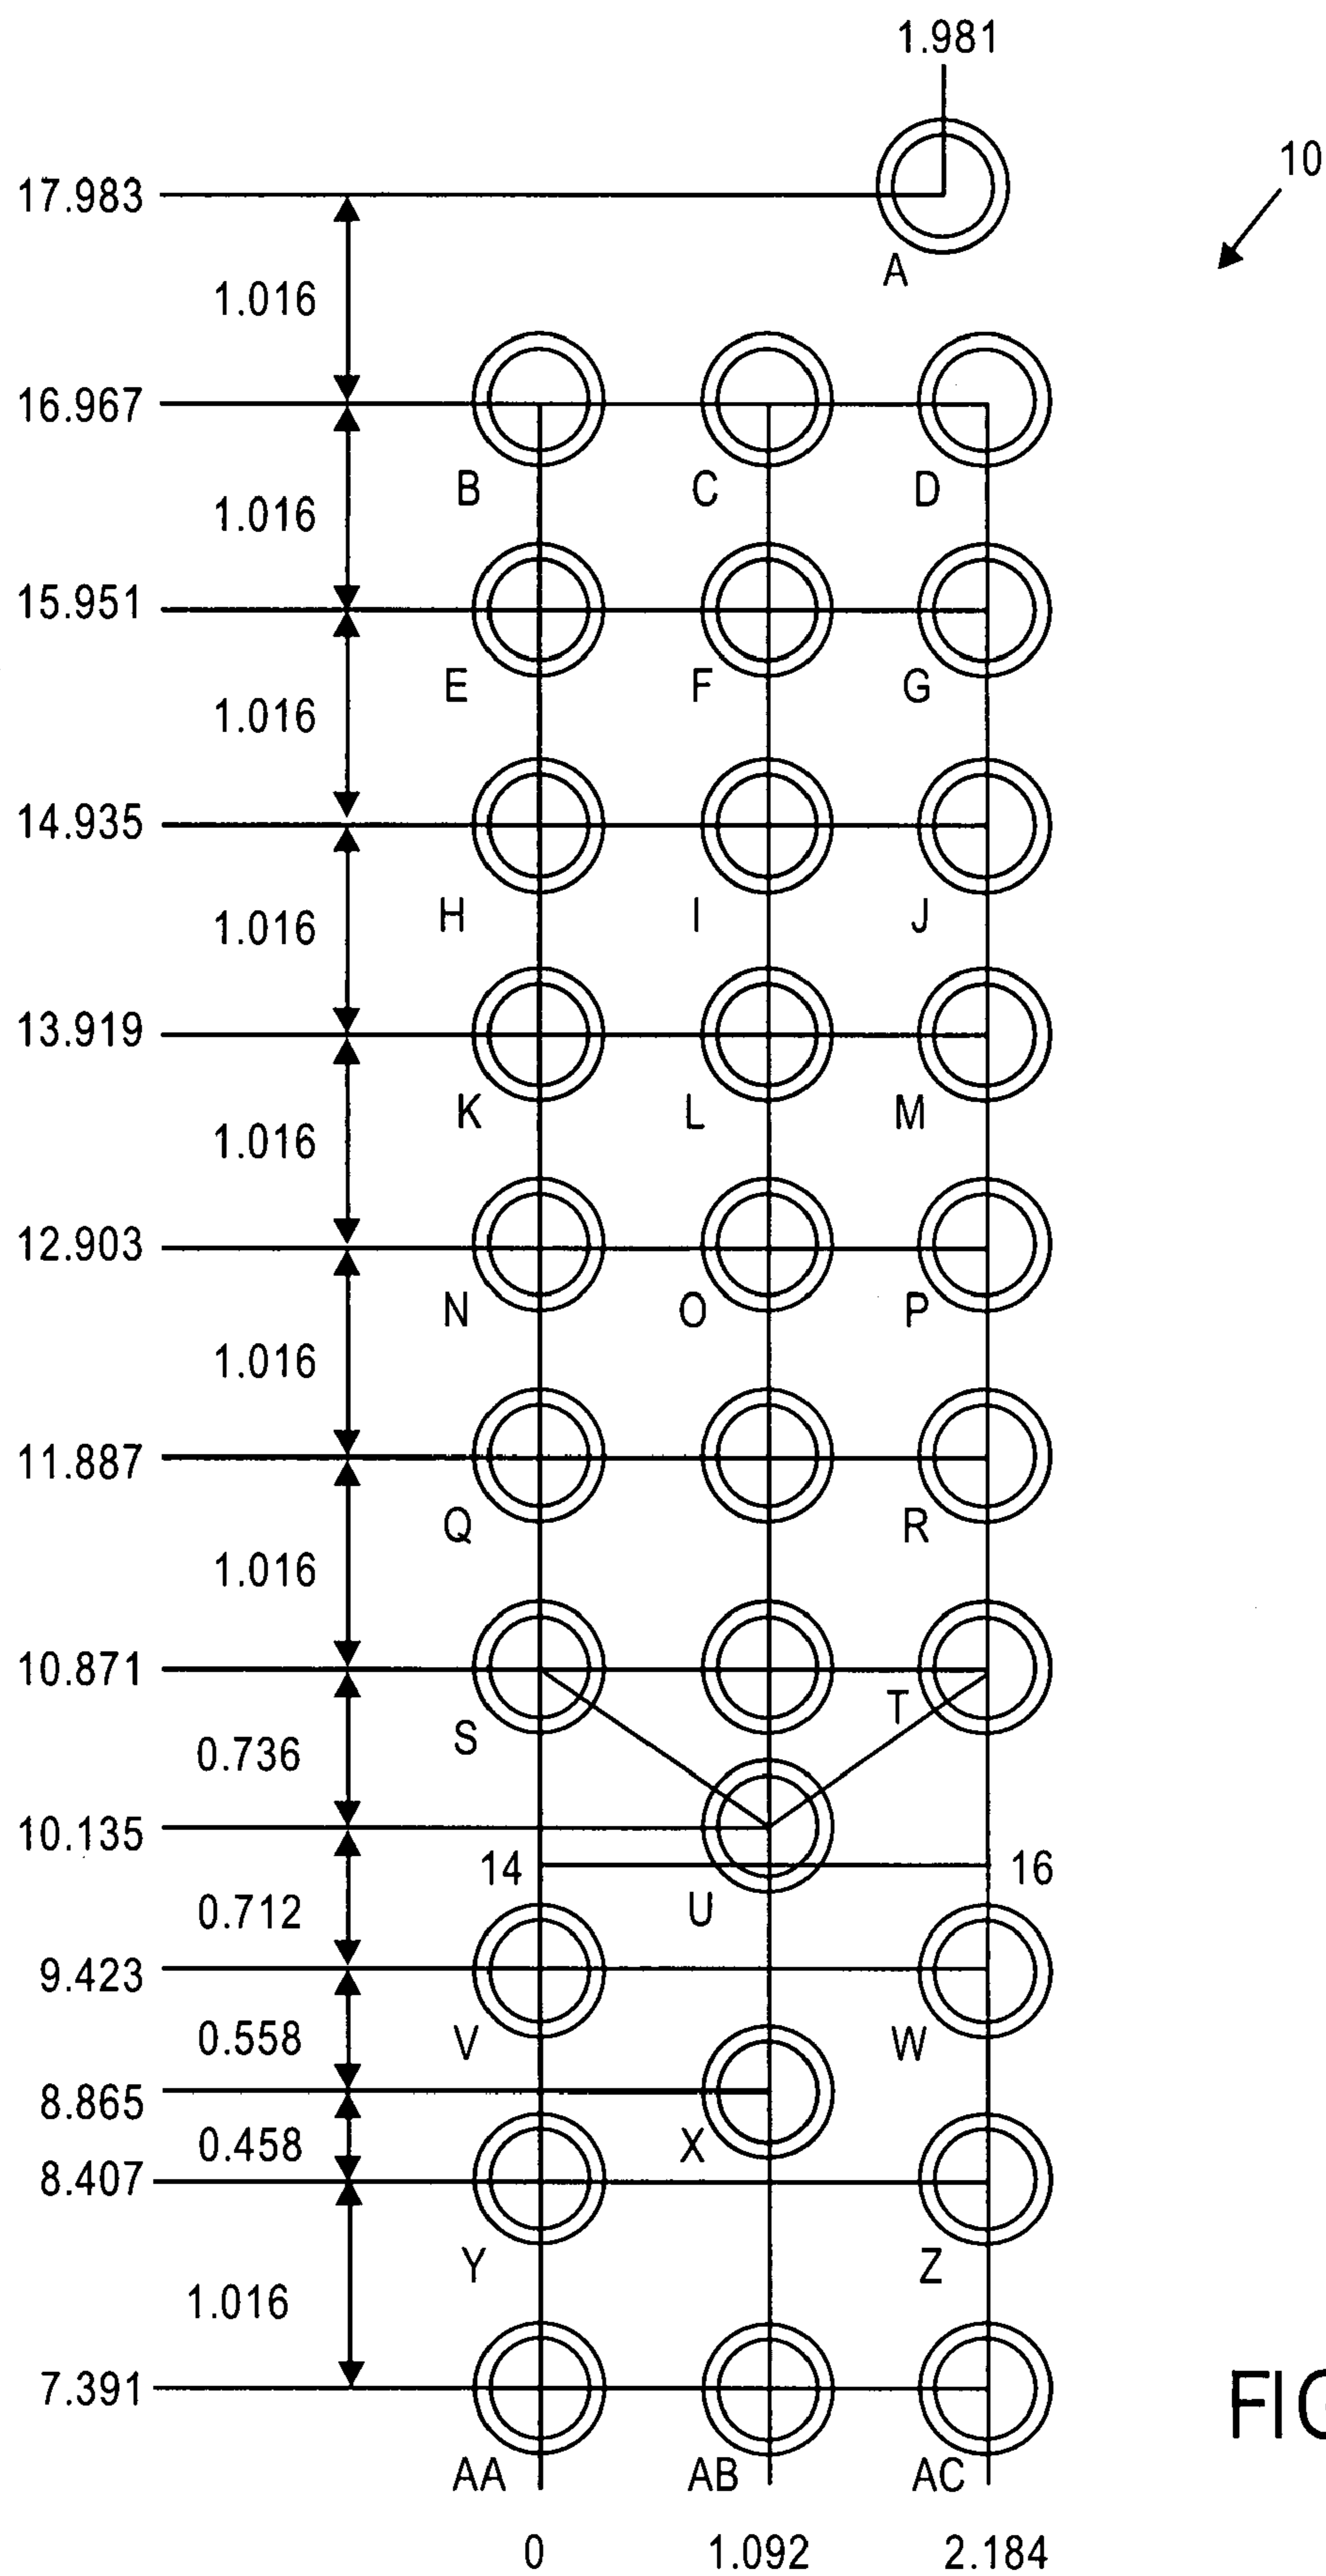 1.981
10
17.983
A
1.016
16.967
B C D
1.016
15.951
E F G
1.016
14.935
H I J
1.016
13.919
K L M
1.016
12.903
N O P
1.016
11.887
Q R
1.016
10.871
S T
0.736
10.135
14 16
U
0.712
9.423
V W
0.558
8.865
X
0.458
8.407
Y Z
1.016
7.391
FIG
AA AB AC
0 1.092 2.184